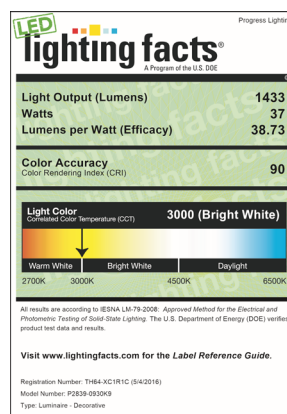 LED
Progress Lightin
lighting facts®
A Program of the U.S. DOE
Light Output (Lumens) 1433
Watts 37
Lumens per Watt (Efficacy) 38.73
Color Accuracy 90
Color Rendering Index (CRI)
Light Color 3000 (Bright White)
Correlated Color Temperature (CCT)
Warm White Bright White Daylight
2700K 3000K 4500K 6500K
All results are according to IESNA LM-79-2008: Approved Method for the Electrical and
Photometric Testing of Solid-State Lighting. The U.S. Department of Energy (DOE) verifies
product test data and results.
Visit www.lightingfacts.com for the Label Reference Guide.
Registration Number: TH64-XC1R1C (5/4/2016)
Model Number: P2839-0930K9
Type: Luminaire - Decorative